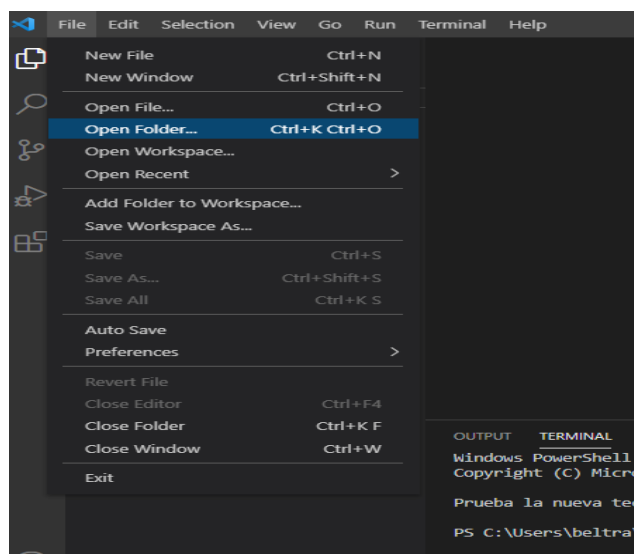 File Edit Selection View Go Run Terminal Help
New File Ctrl+N
New Window Ctrl+Shift+N
Open File... Ctrl+O
Open Folder... Ctrl+K Ctrl+O
Open Workspace...
Open Recent >
Add Folder to Workspace...
Save Workspace As...
Save Ctrl+S
Save As... Ctrl+Shift+S
Save All Ctrl+K S
Auto Save
Preferences >
Revert File
Close Editor Ctrl+F4
Close Folder Ctrl+K F
Close Window Ctrl+W
Exit
OUTPUT TERMINAL
Windows PowerShell
Copyright (C) Micr
Prueba la nueva te
PS C:\Users\beltra\